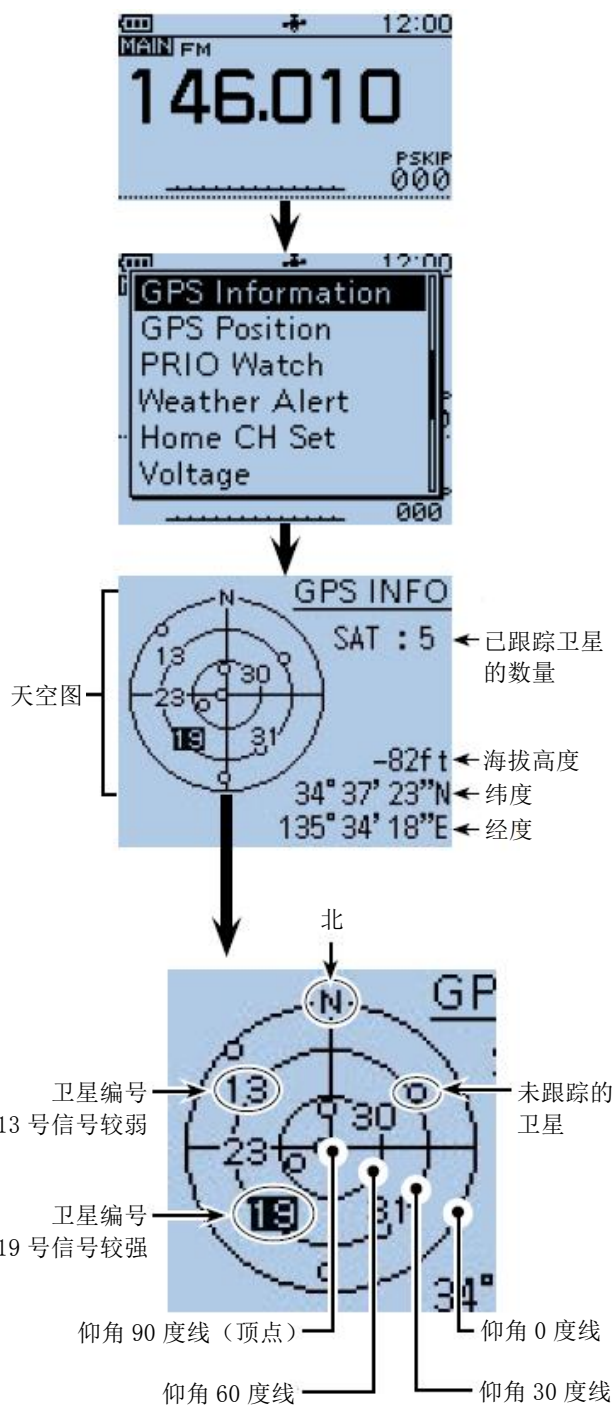 12:00
MAIN FM
146.010
PSKIP
000
12:00
GPS Information
GPS Position
PRIO Watch
Weather Alert
Home CH Set
Voltage
000
GPS INFO
N
SAT : 5
已跟踪卫星
的数量
13
30
天空图
23
19
31
-82ft
海拔高度
34°37'23"N
纬度
135°34'18"E
经度
北
N
GP
卫星编号
13 号信号较弱
13
30
未跟踪的
卫星
23
卫星编号
19 号信号较强
19
31
34°
仰角 90 度线（顶点）
仰角 0 度线
仰角 60 度线
仰角 30 度线